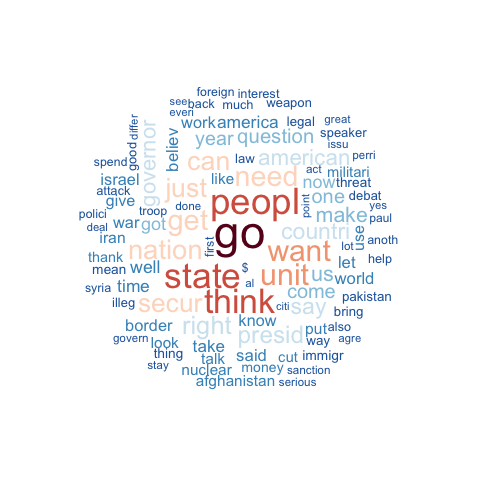 foreign interest
see back much weapon
everi
work america legal great
good differ governor believ year question speaker
issu
spend can law american act militari perri
israel just like need now threat
attack give peopl point one debat yes
polici troop get done make use paul
deal war got first go countri lot anoth
iran nation want let help
thank well state $ unit us world
mean al
syria time think citi come pakistan
illeg secur say bring
border right know presid put also
govern look take way agre
thing talk said cut immigr
stay nuclear money sanction
afghanistan serious